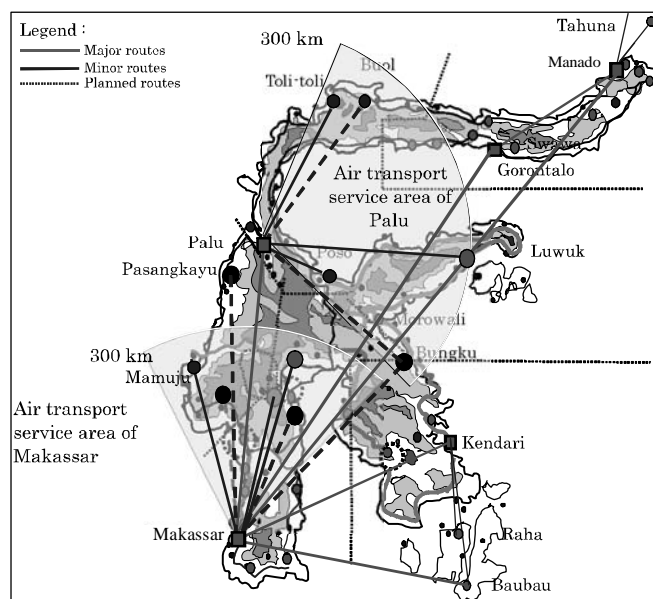 Legend :
Major routes
Minor routes
Planned routes
Tahuna
Manado
300 km
Buol
Toli-toli
Swawa
Gorontalo
Air transport
service area of
Palu
Palu
Poso
Luwuk
Pasangkayu
Morowali
300 km
Bungku
Mamuju
Air transport
service area of
Makassar
Kendari
Makassar
Raha
Baubau